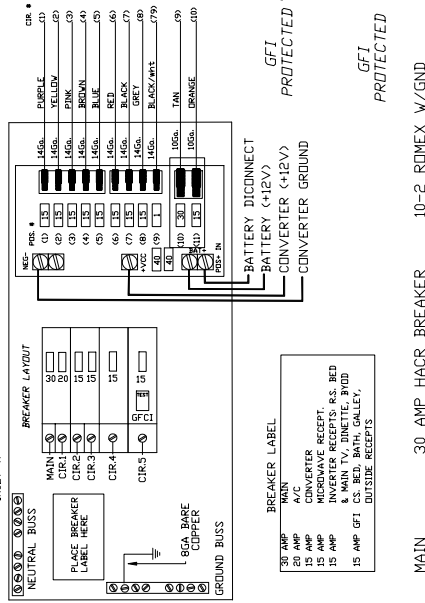 CIR. #
(1)
(2)
(3)
(4)
(5)
(6)
(7)
(8)
(79)
(9)
(10)
PURPLE
YELLOW
PINK
BROWN
BLUE
RED
BLACK
GREY
BLACK/wht
TAN
ORANGE
14Ga.
14Ga.
14Ga.
14Ga.
14Ga.
14Ga.
14Ga.
14Ga.
10Ga.
10Ga.
GFI
PROTECTED
GFI
PROTECTED
NEG-
POS. #
(1) 15
(2) 15
(3) 15
(4) 15
(5) 15
(6) 15
(7) 15
(8) 15
(9) 1
+VCC
40
40
(10) 30
(11) 15
BAT+
POS+ IN
BATTERY DICONNECT
BATTERY (+12V)
CONVERTER (+12V)
CONVERTER GROUND
BREAKER LAYOUT
MAIN 30
CIR.1 20
CIR.2 15
CIR.3 15
CIR.4 15
CIR.5 15
TEST
GFCI
NEUTRAL BUSS
PLACE BREAKER
LABEL HERE
8GA BARE
COPPER
GROUND BUSS
BREAKER LABEL
30 AMP MAIN
20 AMP A/C
15 AMP CONVERTER
15 AMP MICROWAVE RECEPT.
15 AMP INVERTER RECEPTS: R.S. BED
& MAIN TV, DINETTE, BYOD
15 AMP GFI CS. BED, BATH, GALLEY,
OUTSIDE RECEPTS
MAIN 30 AMP HACR BREAKER 10-2 ROMEX W/GND